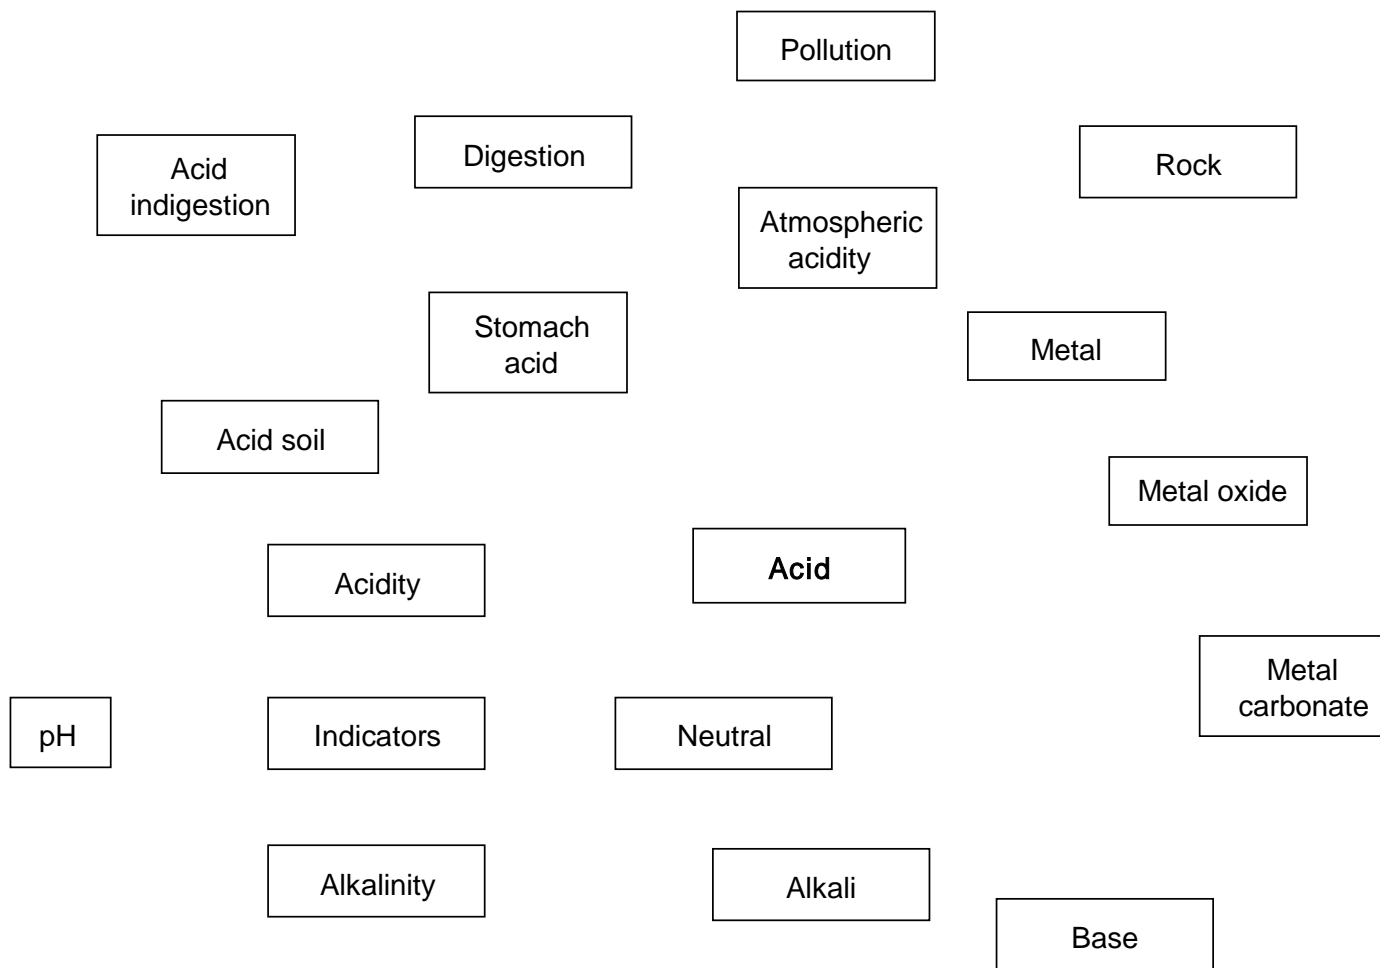 Pollution
Digestion
Acid
indigestion
Rock
Atmospheric
acidity
Stomach
acid
Metal
Acid soil
Metal oxide
Acidity
Acid
Metal
carbonate
pH
Indicators
Neutral
Alkalinity
Alkali
Base